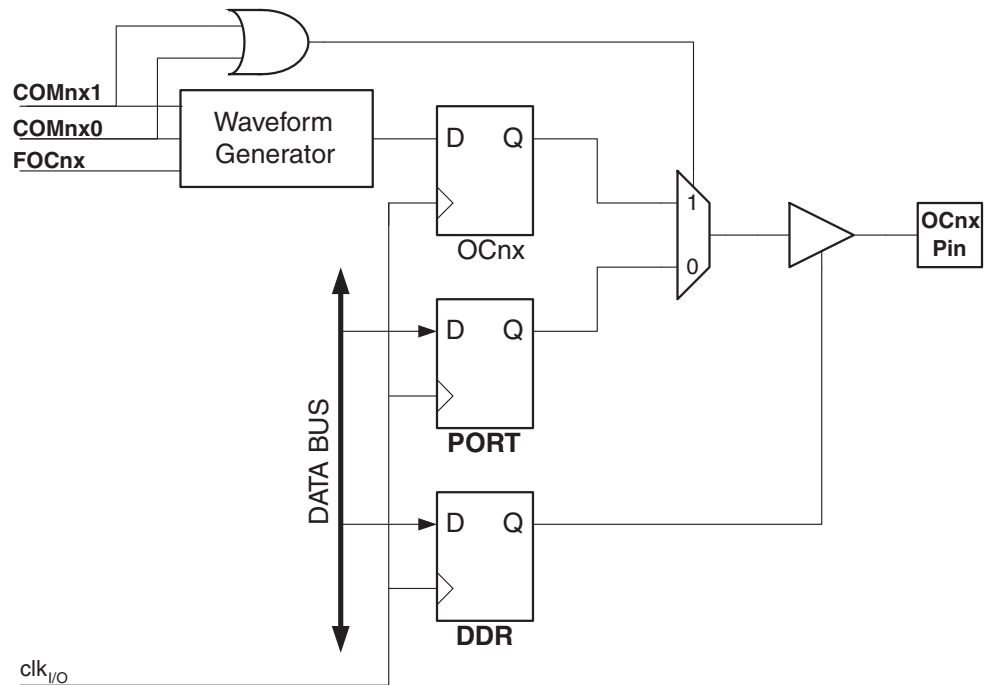 COMnx1
COMnx0
FOCnx
Waveform
Generator
D Q
OCnx
1
0
OCnx
Pin
DATA BUS
D Q
PORT
D Q
DDR
clkI/O